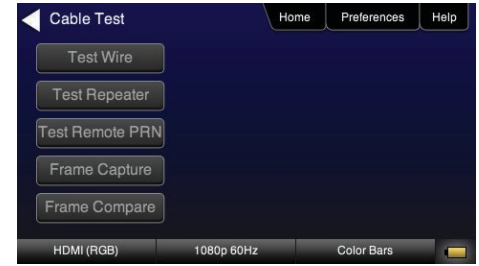 Cable Test
Home
Preferences
Help
Test Wire
Test Repeater
Test Remote PRN
Frame Capture
Frame Compare
HDMI (RGB)
1080p 60Hz
Color Bars